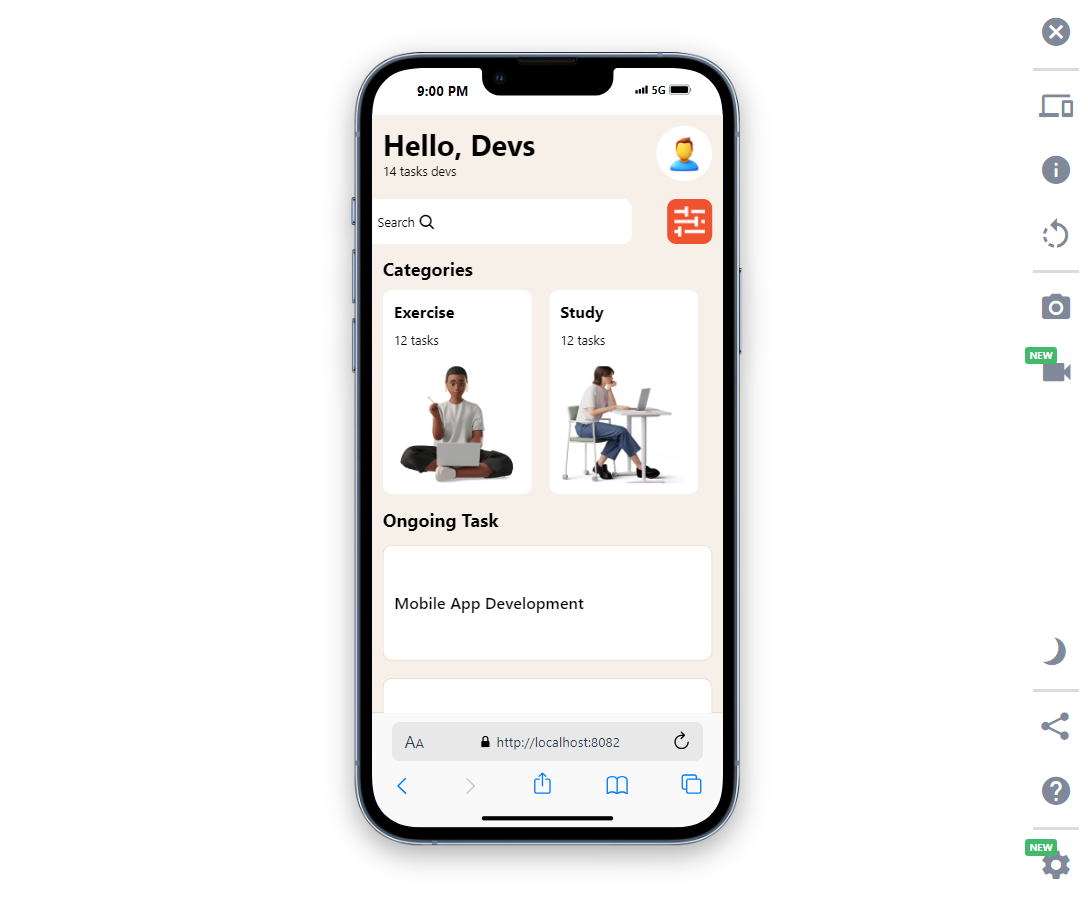 9:00 PM
5G
Hello, Devs
14 tasks devs
Search
Categories
Exercise
12 tasks
Study
12 tasks
Ongoing Task
Mobile App Development
AA
http://localhost:8082
NEW
NEW